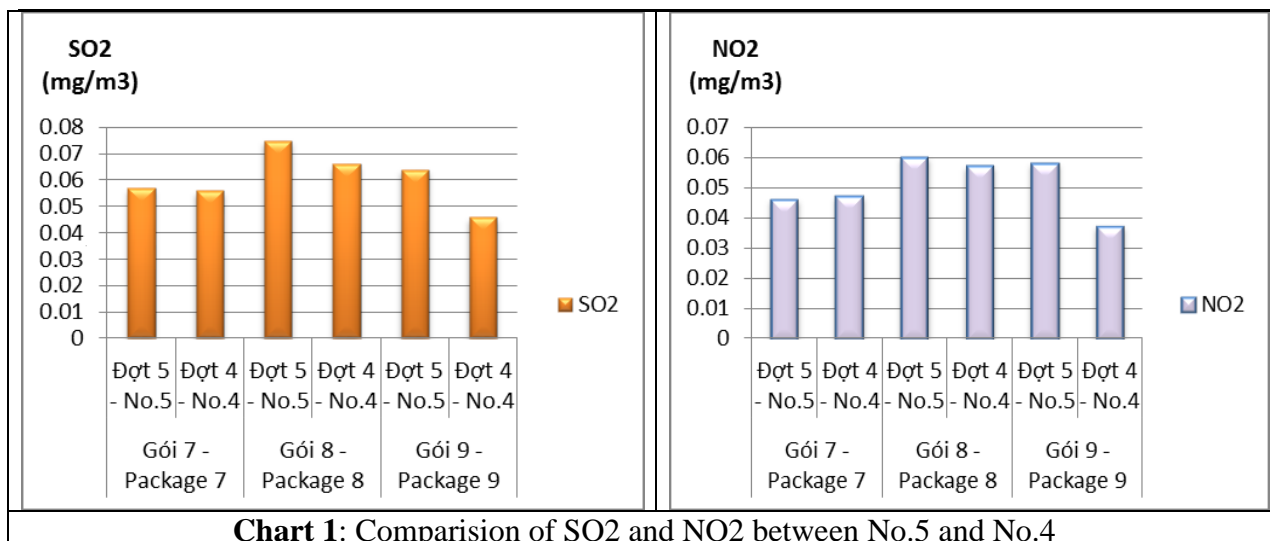 SO2
(mg/m3)
0.08
0.07
0.06
0.05
0.04
0.03
0.02
0.01
0
Đợt 5 Đợt 4 Đợt 5 Đợt 4 Đợt 5 Đợt 4
- No.5 - No.4 - No.5 - No.4 - No.5 - No.4
Gói 7 - Gói 8 - Gói 9 -
Package 7 Package 8 Package 9
SO2
NO2
(mg/m3)
0.07
0.06
0.05
0.04
0.03
0.02
0.01
0
Đợt 5 Đợt 4 Đợt 5 Đợt 4 Đợt 5 Đợt 4
- No.5 - No.4 - No.5 - No.4 - No.5 - No.4
Gói 7 - Gói 8 - Gói 9 -
Package 7 Package 8 Package 9
NO2
Chart 1: Comparision of SO2 and NO2 between No.5 and No.4